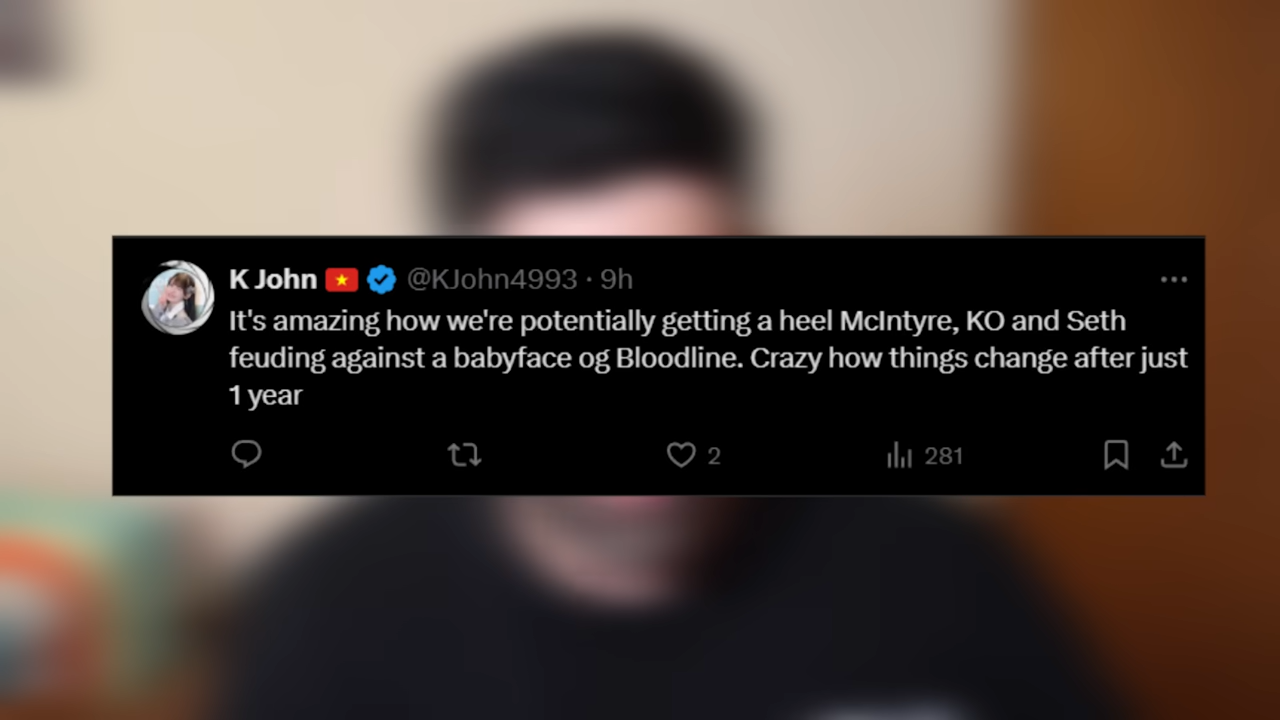 K John @KJohn4993 · 9h
It's amazing how we're potentially getting a heel McIntyre, KO and Seth
feuding against a babyface og Bloodline. Crazy how things change after just
1 year
2 281